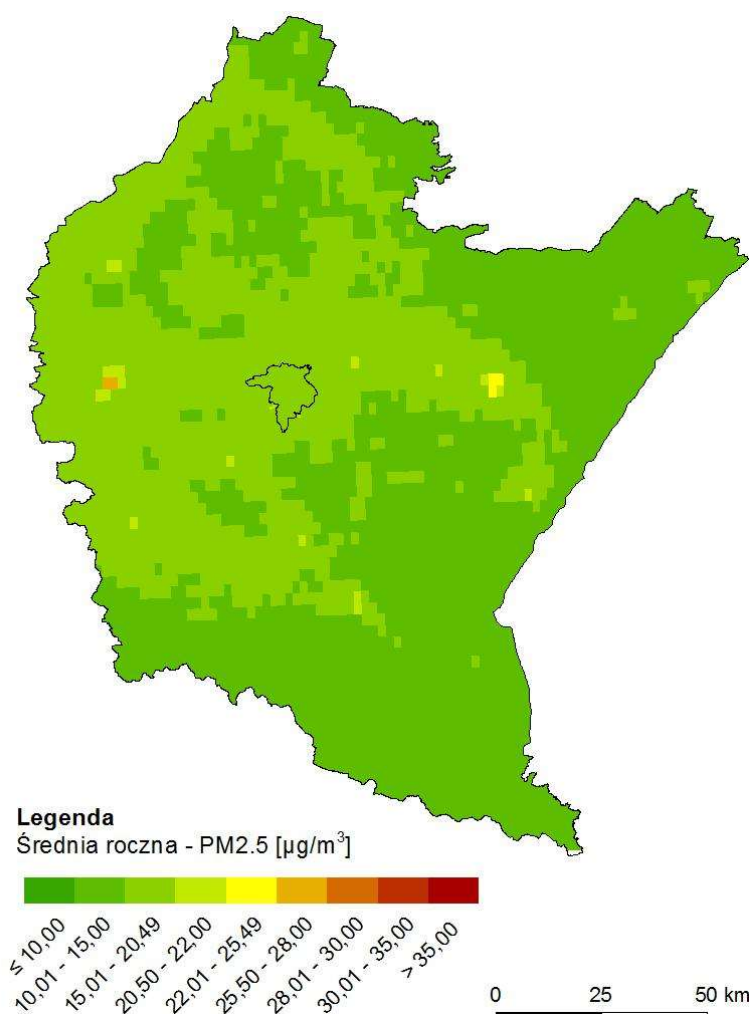 Legenda
Średnia roczna - PM2.5 [µg/m³]
≤ 10,00
10,01 - 15,00
15,01 - 20,49
20,50 - 22,00
22,01 - 25,49
25,50 - 28,00
28,01 - 30,00
30,01 - 35,00
> 35,00
0 25 50 km